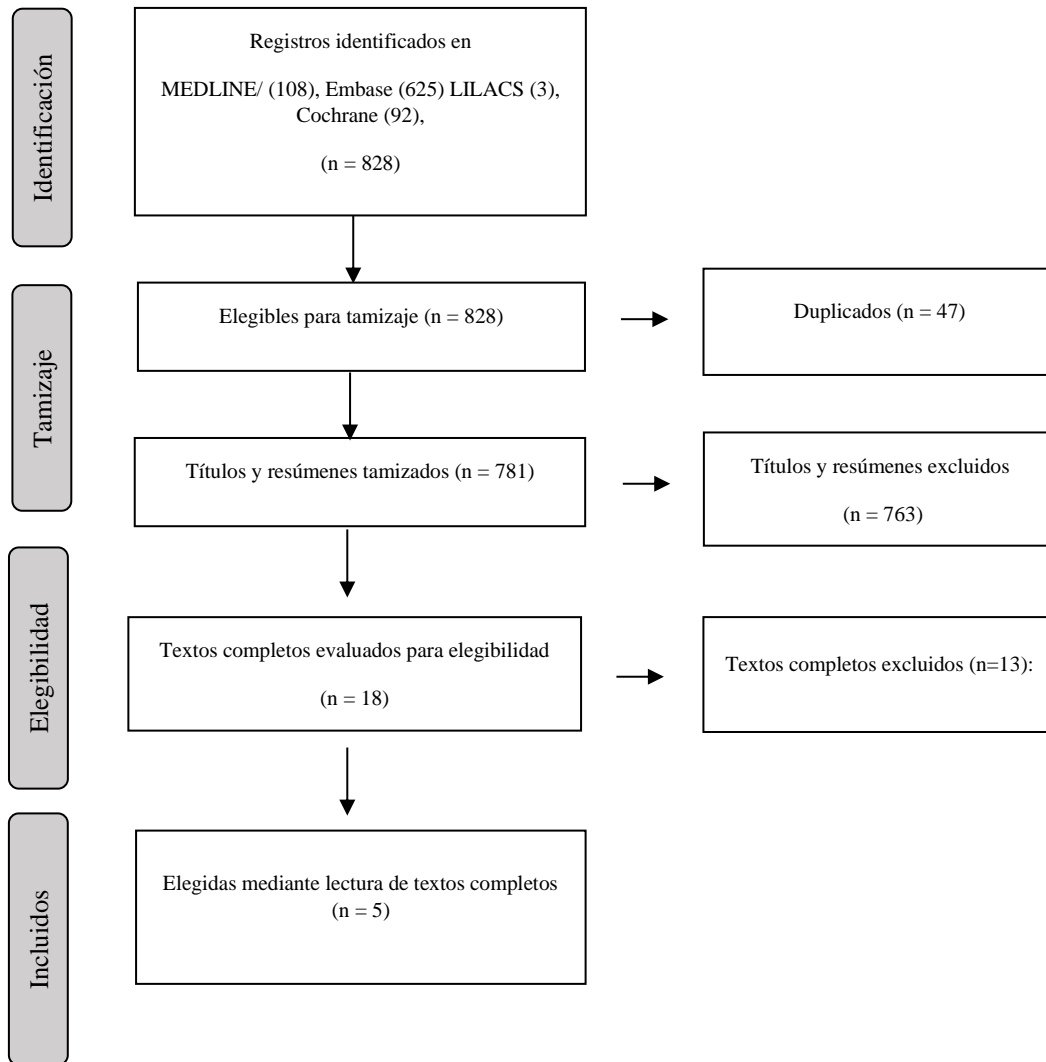 Identificación
Registros identificados en
MEDLINE/ (108), Embase (625) LILACS (3),
Cochrane (92),
(n = 828)
Tamizaje
Elegibles para tamizaje (n = 828)
Duplicados (n = 47)
Títulos y resúmenes tamizados (n = 781)
Títulos y resúmenes excluidos
(n = 763)
Elegibilidad
Textos completos evaluados para elegibilidad
(n = 18)
Textos completos excluidos (n=13):
Incluidos
Elegidas mediante lectura de textos completos
(n = 5)